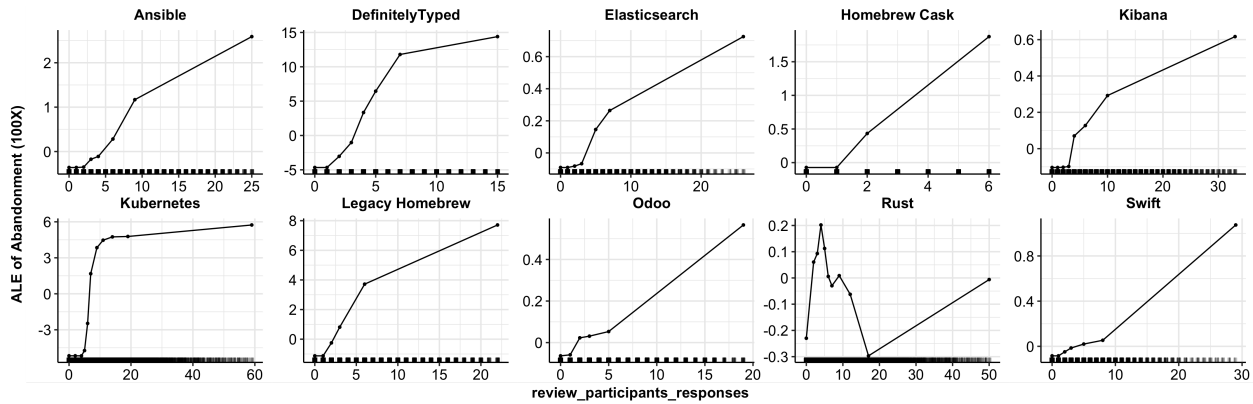 Ansible DefinitelyTyped Elasticsearch Homebrew Cask Kibana
2 1 0
15 10 5 0 -5
0.6 0.4 0.2 0
1.5 1.0 0.5 0
0.6 0.4 0.2 0
0 5 10 15 20 25
0 5 10 15
0 10 20
0 2 4 6
0 10 20 30
Kubernetes Legacy Homebrew Odoo Rust Swift
6 3 0 -3
8 6 4 2 0
0.4 0.2 0
0.2 0.1 0 -0.1 -0.2 -0.3
0.8 0.4 0
0 20 40 60
0 5 10 15 20
0 5 10 15 20
0 10 20 30 40 50
0 10 20 30
ALE of Abandonment (100X)
review_participants_responses